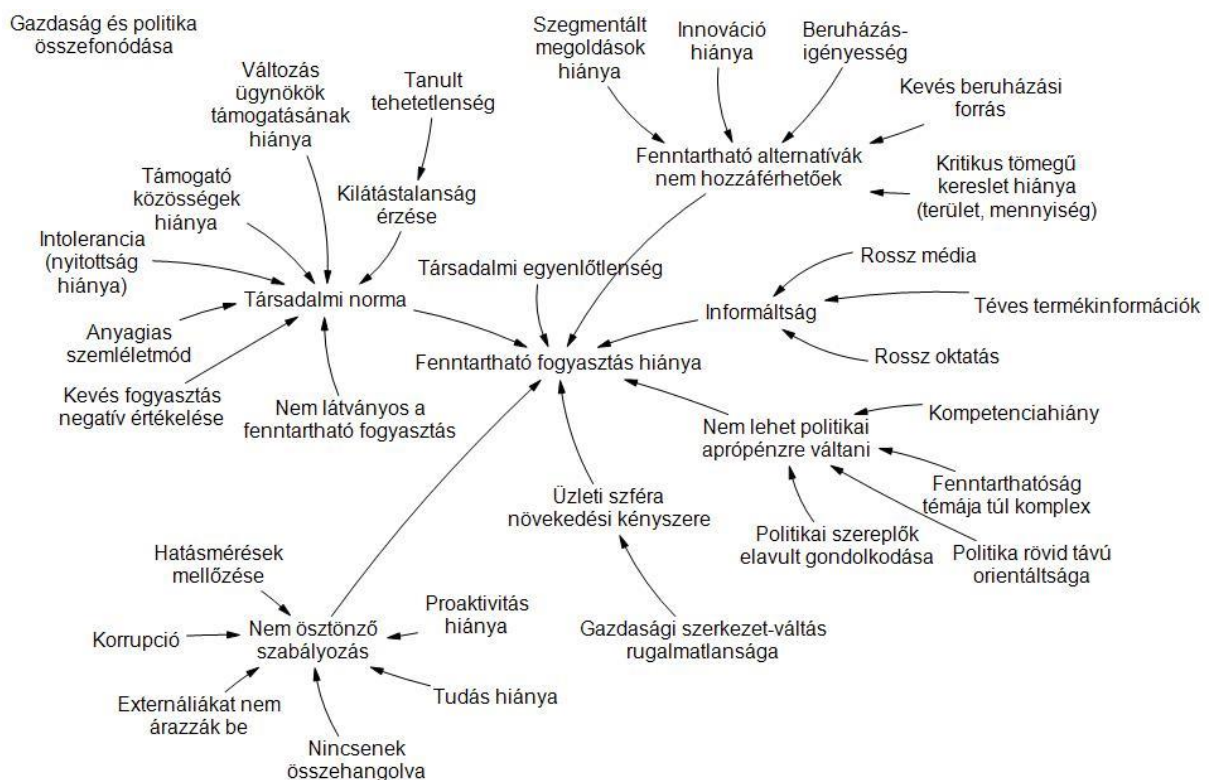 Gazdaság és politika
összefonódása
Szegmentált
megoldások
hiánya
Innováció
hiánya
Beruházás-
igényesség
Változás
ügynökök
támogatásának
hiánya
Tanult
tehetetlenség
Kevés beruházási
forrás
Fenntartható alternatívák
nem hozzáférhetőek
Kritikus tömegű
kereslet hiánya
(terület, mennyiség)
Támogató
közösségek
hiánya
Kilátástalanság
érzése
Intolerancia
(nyitottság
hiánya)
Társadalmi egyenlőtlenség
Rossz média
Társadalmi norma
Informáltság
Téves termékinformációk
Anyagias
szemléletmód
Fenntartható fogyasztás hiánya
Rossz oktatás
Kevés fogyasztás
negatív értékelése
Nem látványos a
fenntartható fogyasztás
Nem lehet politikai
aprópénzre váltani
Kompetenciahiány
Üzleti szféra
növekedési kényszere
Fenntarthatóság
témája túl komplex
Politikai szereplők
elavult gondolkodása
Politika rövid távú
orientáltsága
Hatásmérések
mellőzése
Proaktivitás
hiánya
Korrupció
Nem ösztönző
szabályozás
Gazdasági szerkezet-váltás
rugalmatlansága
Externáliákat nem
árazzák be
Tudás hiánya
Nincsenek
összehangolva